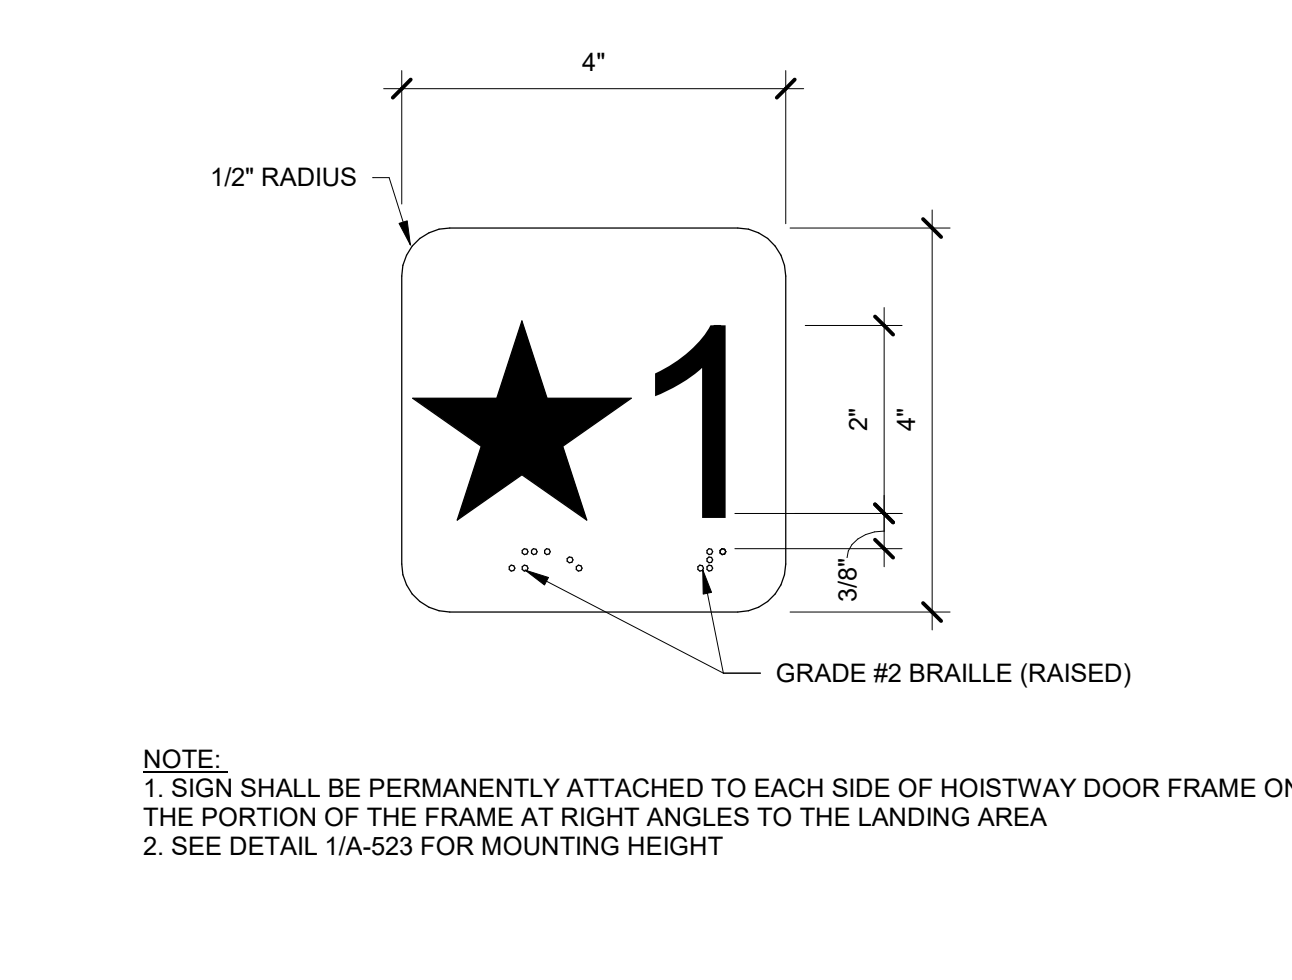 4"
1/2" RADIUS
1
2"
4"
3/8"
GRADE #2 BRAILLE (RAISED)
NOTE:
1. SIGN SHALL BE PERMANENTLY ATTACHED TO EACH SIDE OF HOISTWAY DOOR FRAME ON
THE PORTION OF THE FRAME AT RIGHT ANGLES TO THE LANDING AREA
2. SEE DETAIL 1/A-523 FOR MOUNTING HEIGHT